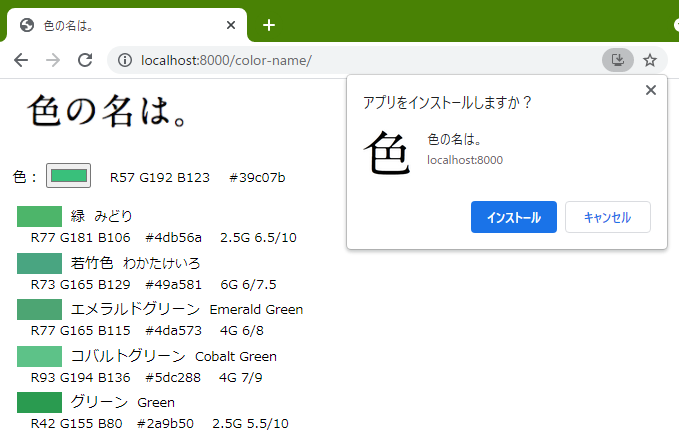 色の名は。
localhost:8000/color-name/
色の名は。
アプリをインストールしますか？
色
色の名は。
localhost:8000
インストール
キャンセル
色： R57 G192 B123 #39c07b
緑 みどり
R77 G181 B106 #4db56a 2.5G 6.5/10
若竹色 わかたけいろ
R73 G165 B129 #49a581 6G 6/7.5
エメラルドグリーン Emerald Green
R77 G165 B115 #4da573 4G 6/8
コバルトグリーン Cobalt Green
R93 G194 B136 #5dc288 4G 7/9
グリーン Green
R42 G155 B80 #2a9b50 2.5G 5.5/10